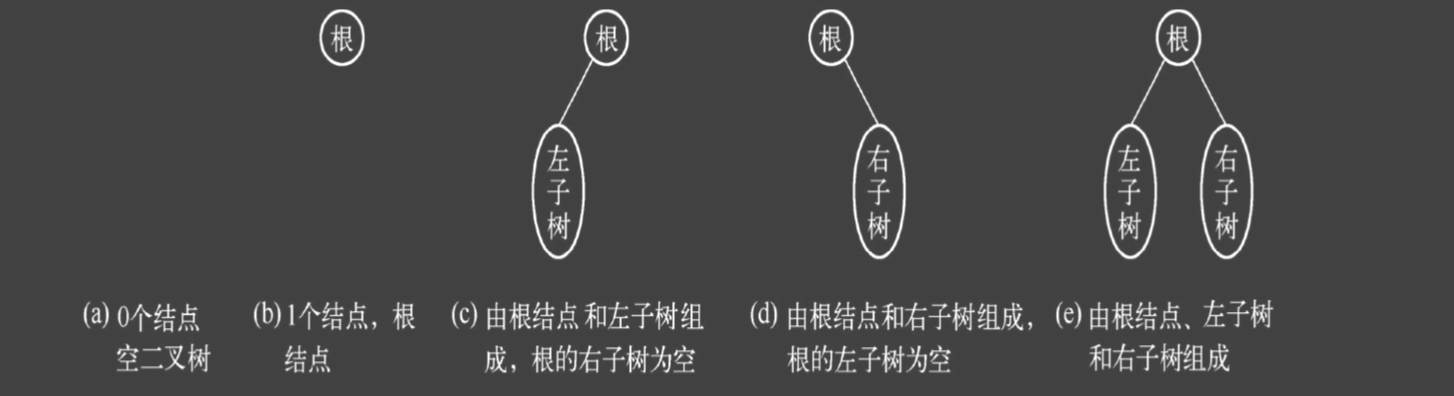 根
根
根
根
左子树
右子树
左子树
右子树
(a) 0个结点
空二叉树
(b) 1个结点，根
结点
(c) 由根结点和左子树组
成，根的右子树为空
(d) 由根结点和右子树组成，
根的左子树为空
(e) 由根结点、左子树
和右子树组成